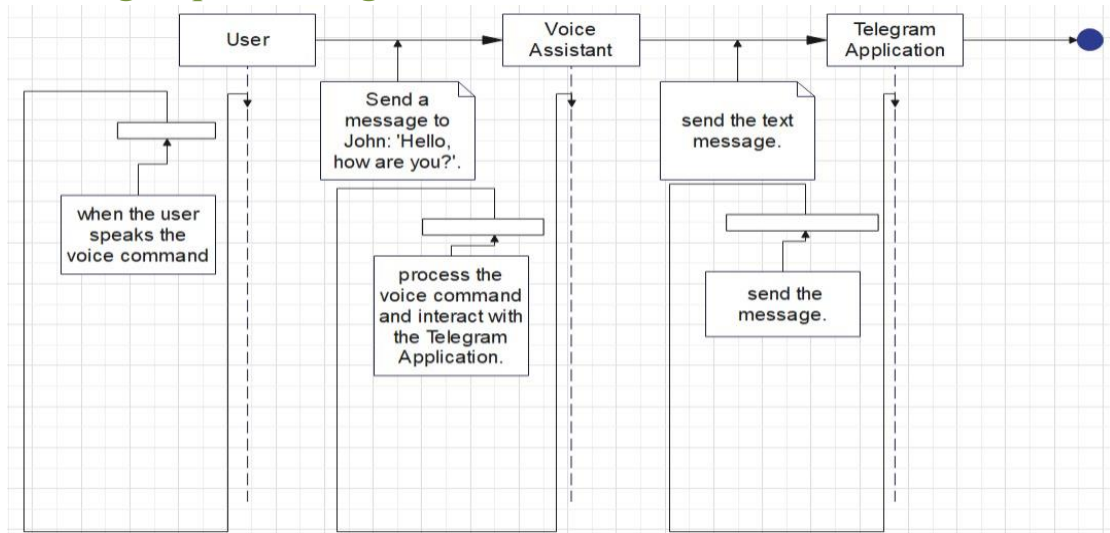 User
Voice
Assistant
Telegram
Application
Send a
message to
John: 'Hello,
how are you?'.
send the text
message.
when the user
speaks the
voice command
process the
voice command
and interact with
the Telegram
Application.
send the
message.